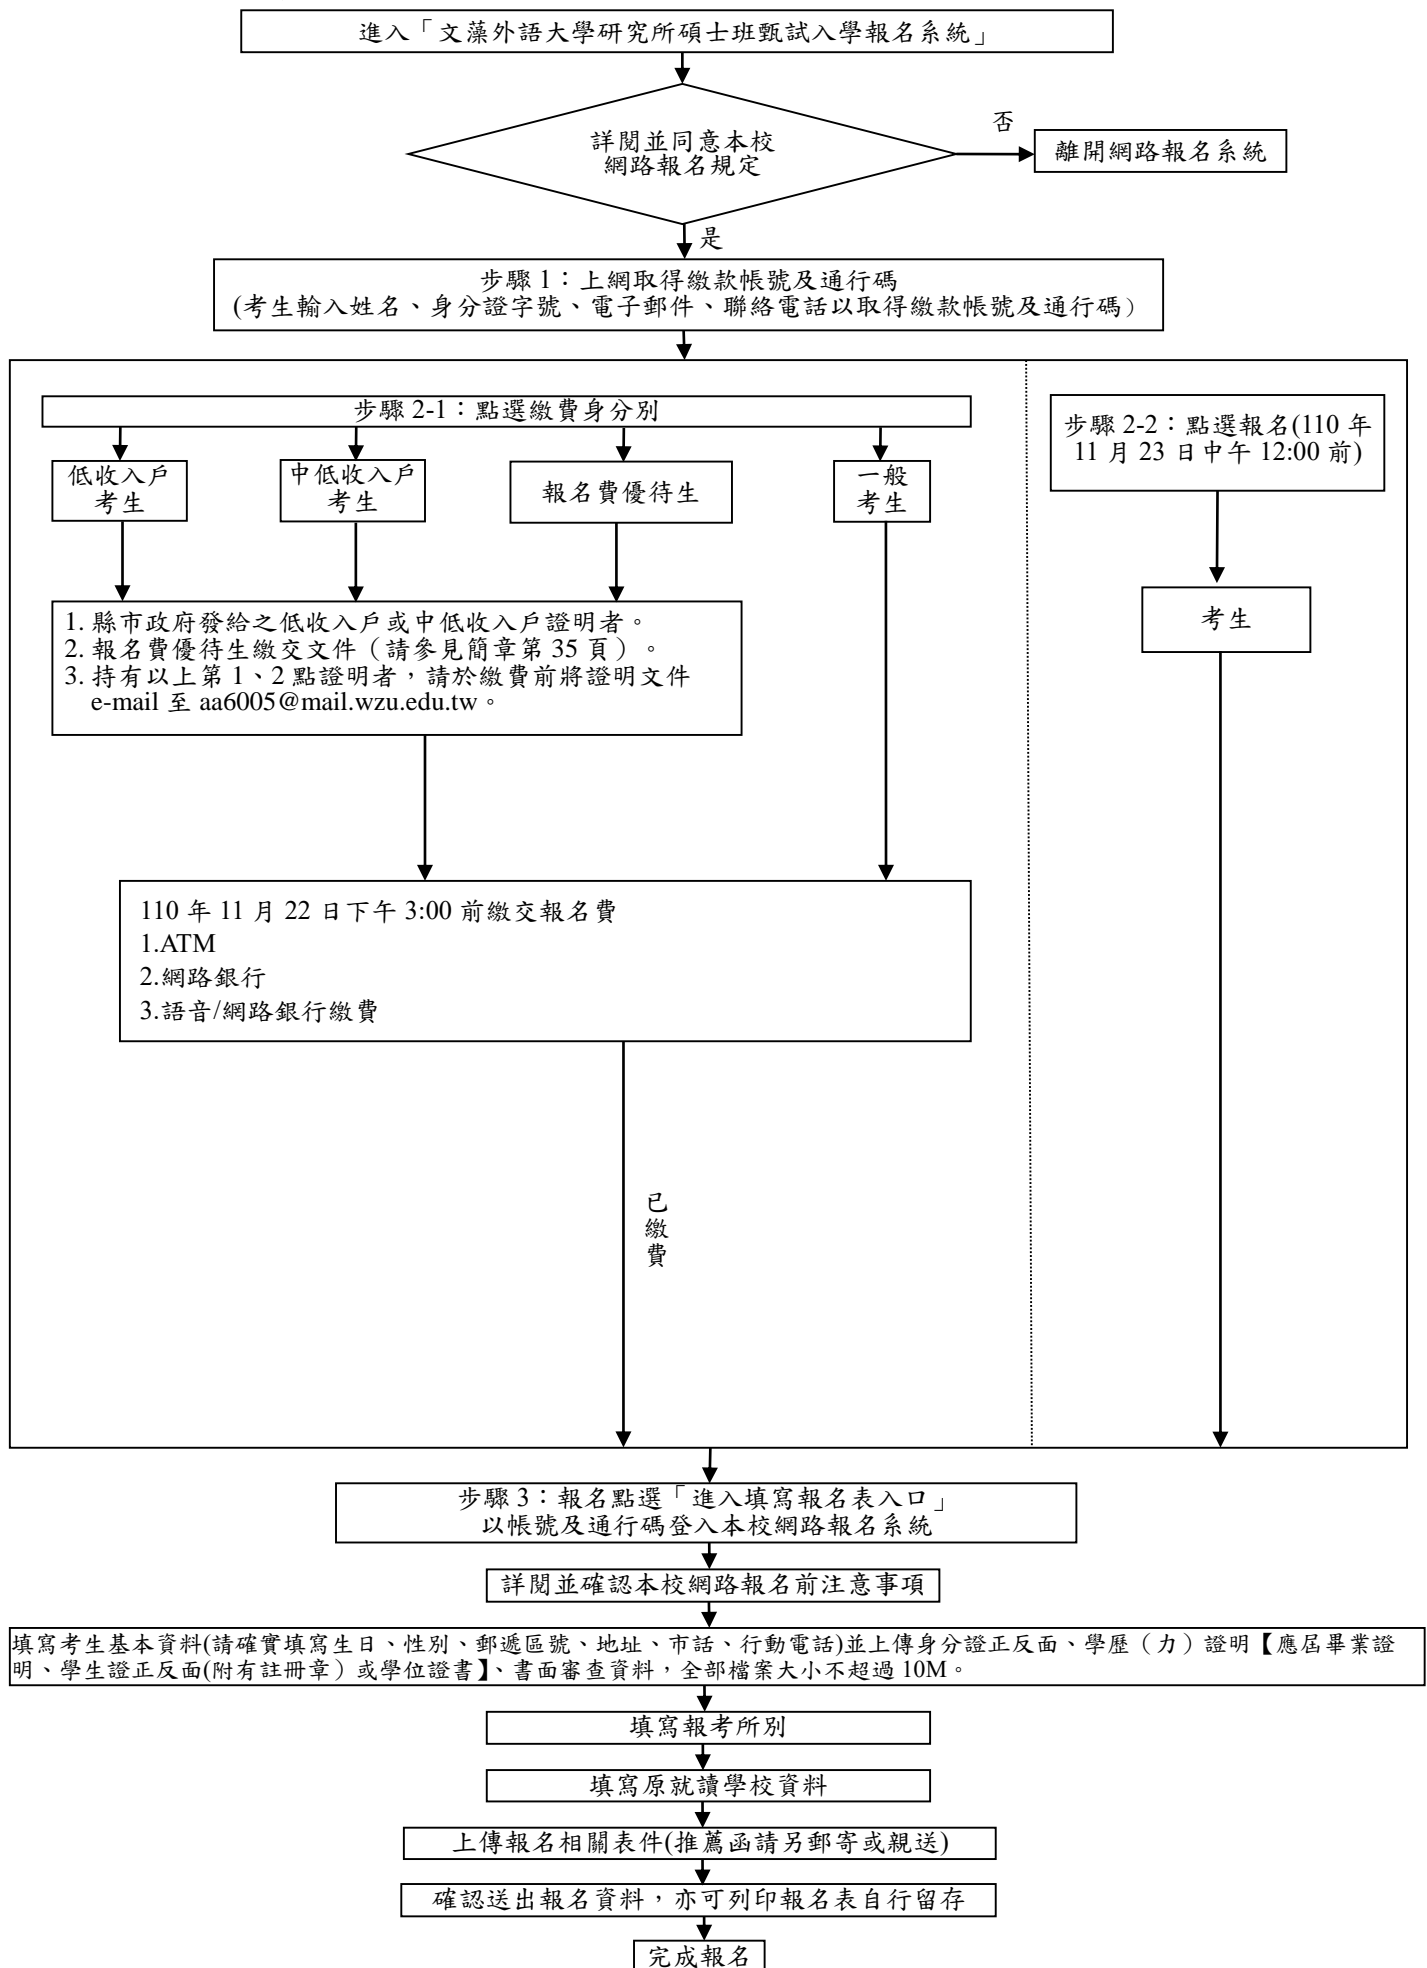 進入「文藻外語大學研究所碩士班甄試入學報名系統」
詳閱並同意本校
網路報名規定
否
離開網路報名系統
是
步驟 1：上網取得繳款帳號及通行碼
(考生輸入姓名、身分證字號、電子郵件、聯絡電話以取得繳款帳號及通行碼）
步驟 2-1：點選繳費身分別
低收入戶
考生
中低收入戶
考生
報名費優待生
一般
考生
1. 縣市政府發給之低收入戶或中低收入戶證明者。
2. 報名費優待生繳交文件（請參見簡章第 35 頁）。
3. 持有以上第 1、2 點證明者，請於繳費前將證明文件
e-mail 至 aa6005@mail.wzu.edu.tw。
110 年 11 月 22 日下午 3:00 前繳交報名費
1.ATM
2.網路銀行
3.語音/網路銀行繳費
已
繳
費
步驟 2-2：點選報名(110 年
11 月 23 日中午 12:00 前)
考生
步驟 3：報名點選「進入填寫報名表入口」
以帳號及通行碼登入本校網路報名系統
詳閱並確認本校網路報名前注意事項
填寫考生基本資料(請確實填寫生日、性別、郵遞區號、地址、市話、行動電話)並上傳身分證正反面、學歷（力）證明【應屆畢業證
明、學生證正反面(附有註冊章）或學位證書】、書面審查資料，全部檔案大小不超過 10M。
填寫報考所別
填寫原就讀學校資料
上傳報名相關表件(推薦函請另郵寄或親送)
確認送出報名資料，亦可列印報名表自行留存
完成報名